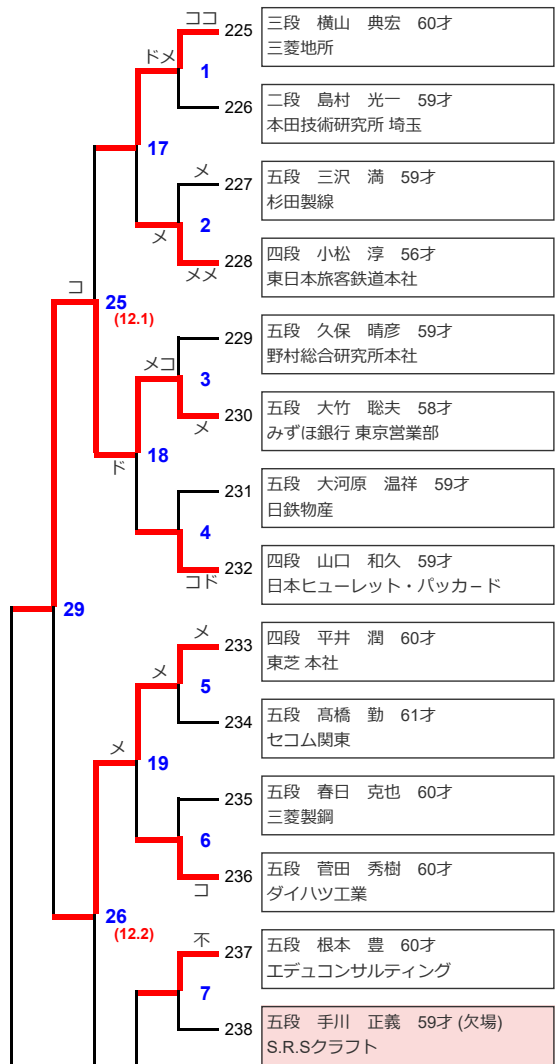 ココ
225
三段 横山 典宏 60才
三菱地所
ドメ
1
226
二段 島村 光一 59才
本田技術研究所 埼玉
17
メ
227
五段 三沢 満 59才
杉田製線
2
メ
メメ
228
四段 小松 淳 56才
東日本旅客鉄道本社
コ
25
(12.1)
229
五段 久保 晴彦 59才
野村総合研究所本社
メコ
3
メ
230
五段 大竹 聡夫 58才
みずほ銀行 東京営業部
18
ド
231
五段 大河原 温祥 59才
日鉄物産
4
コド
232
四段 山口 和久 59才
日本ヒューレット・パッカード
29
メ
233
四段 平井 潤 60才
東芝 本社
メ
5
234
五段 髙橋 勤 61才
セコム関東
メ
19
235
五段 春日 克也 60才
三菱製鋼
6
コ
236
五段 菅田 秀樹 60才
ダイハツ工業
26
(12.2)
不
237
五段 根本 豊 60才
エデュコンサルティング
7
238
五段 手川 正義 59才 (欠場)
S.R.Sクラフト